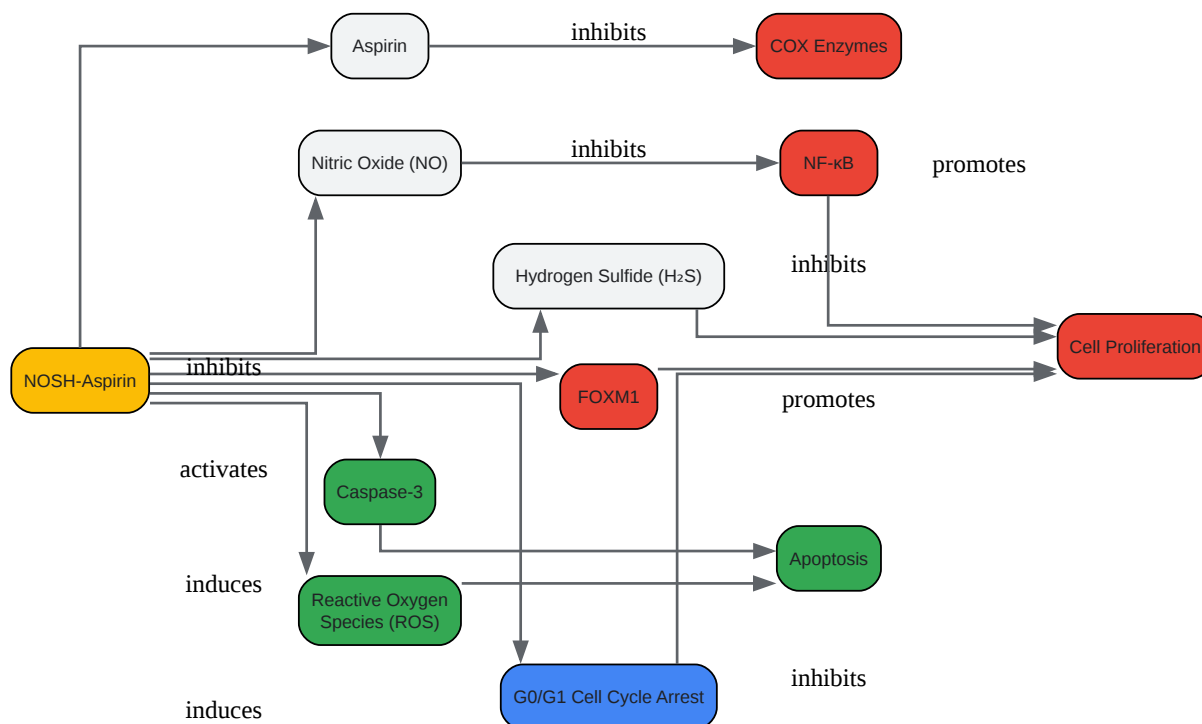 Aspirin
inhibits
COX Enzymes
Nitric Oxide (NO)
inhibits
NF-κB
promotes
Hydrogen Sulfide (H₂S)
inhibits
NOSH-Aspirin
inhibits
FOXM1
promotes
Cell Proliferation
activates
Caspase-3
Apoptosis
induces
Reactive Oxygen
Species (ROS)
inhibits
induces
G0/G1 Cell Cycle Arrest